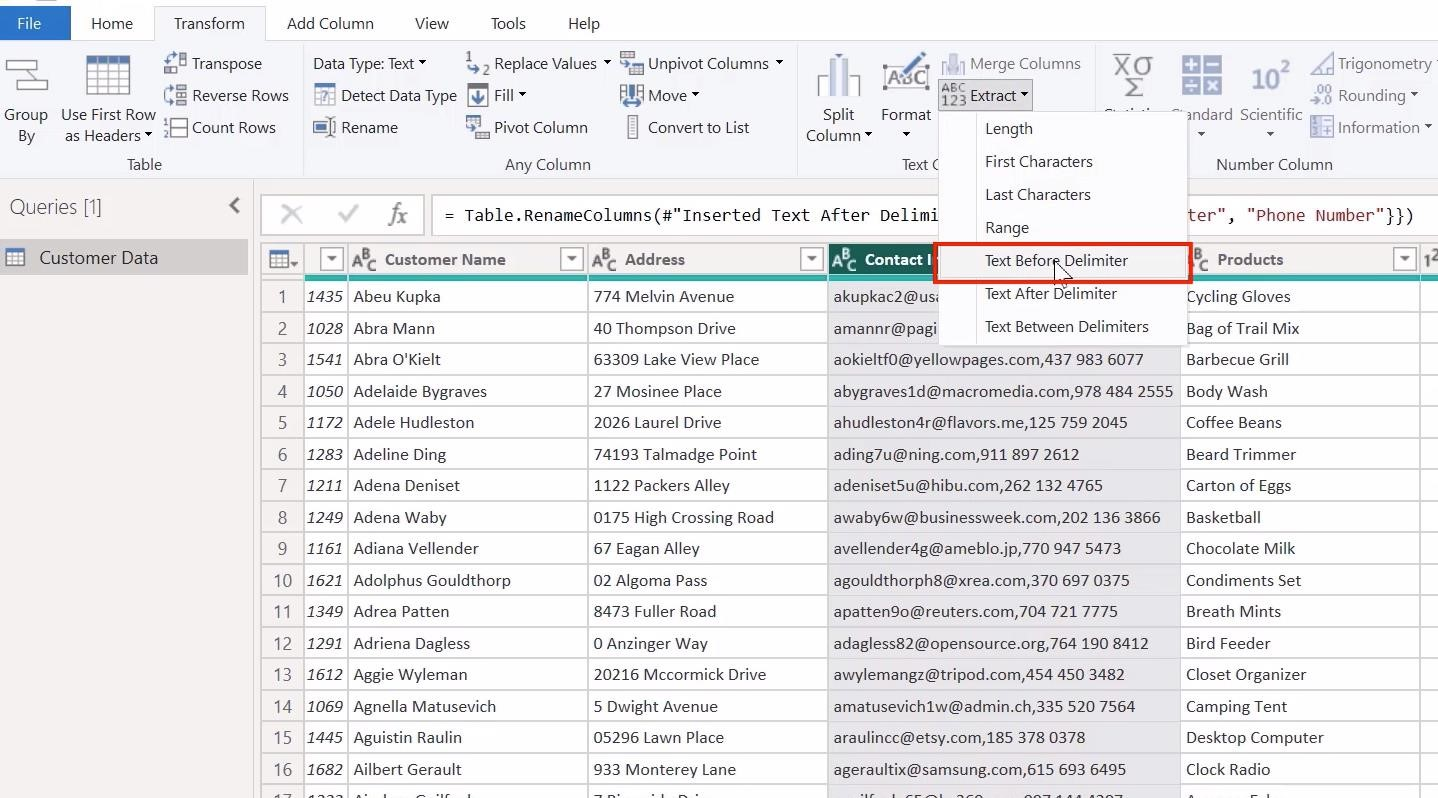 File Home Transform Add Column View Tools Help
Group By
Use First Row as Headers
Transpose
Reverse Rows
Count Rows
Table
Data Type: Text
Detect Data Type
Rename
Replace Values
Fill
Pivot Column
Unpivot Columns
Move
Convert to List
Any Column
Split Column
Format
Merge Columns
Extract
Text
Standard
Scientific
Trigonometry
Rounding
Information
Number Column
Length
First Characters
Last Characters
Range
Text Before Delimiter
Text After Delimiter
Text Between Delimiters
Queries [1]
Customer Data
= Table.RenameColumns(#"Inserted Text After Delimi ter", "Phone Number"}})
Customer Name Address Contact Products
1 1435 Abeu Kupka 774 Melvin Avenue akupkac2@usa Cycling Gloves
2 1028 Abra Mann 40 Thompson Drive amannr@pagi Bag of Trail Mix
3 1541 Abra O'Kielt 63309 Lake View Place aokieltf0@yellowpages.com,437 983 6077 Barbecue Grill
4 1050 Adelaide Bygraves 27 Mosinee Place abygraves1d@macromedia.com,978 484 2555 Body Wash
5 1172 Adele Hudleston 2026 Laurel Drive ahudleston4r@flavors.me,125 759 2045 Coffee Beans
6 1283 Adeline Ding 74193 Talmadge Point ading7u@ning.com,911 897 2612 Beard Trimmer
7 1211 Adena Deniset 1122 Packers Alley adeniset5u@hibu.com,262 132 4765 Carton of Eggs
8 1249 Adena Waby 0175 High Crossing Road awaby6w@businessweek.com,202 136 3866 Basketball
9 1161 Adiana Vellender 67 Eagan Alley avellender4g@ameblo.jp,770 947 5473 Chocolate Milk
10 1621 Adolphus Gouldthorp 02 Algoma Pass agouldthorph8@xrea.com,370 697 0375 Condiments Set
11 1349 Adrea Patten 8473 Fuller Road apatten9o@reuters.com,704 721 7775 Breath Mints
12 1291 Adriena Dagless 0 Anzinger Way adagless82@opensource.org,764 190 8412 Bird Feeder
13 1612 Aggie Wyleman 20216 Mccormick Drive awylemangz@tripod.com,454 450 3482 Closet Organizer
14 1069 Agnella Matusevich 5 Dwight Avenue amatusevich1w@admin.ch,335 520 7564 Camping Tent
15 1445 Aguistin Raulin 05296 Lawn Place araulincc@etsy.com,185 378 0378 Desktop Computer
16 1682 Ailbert Gerault 933 Monterey Lane ageraultix@samsung.com,615 693 6495 Clock Radio